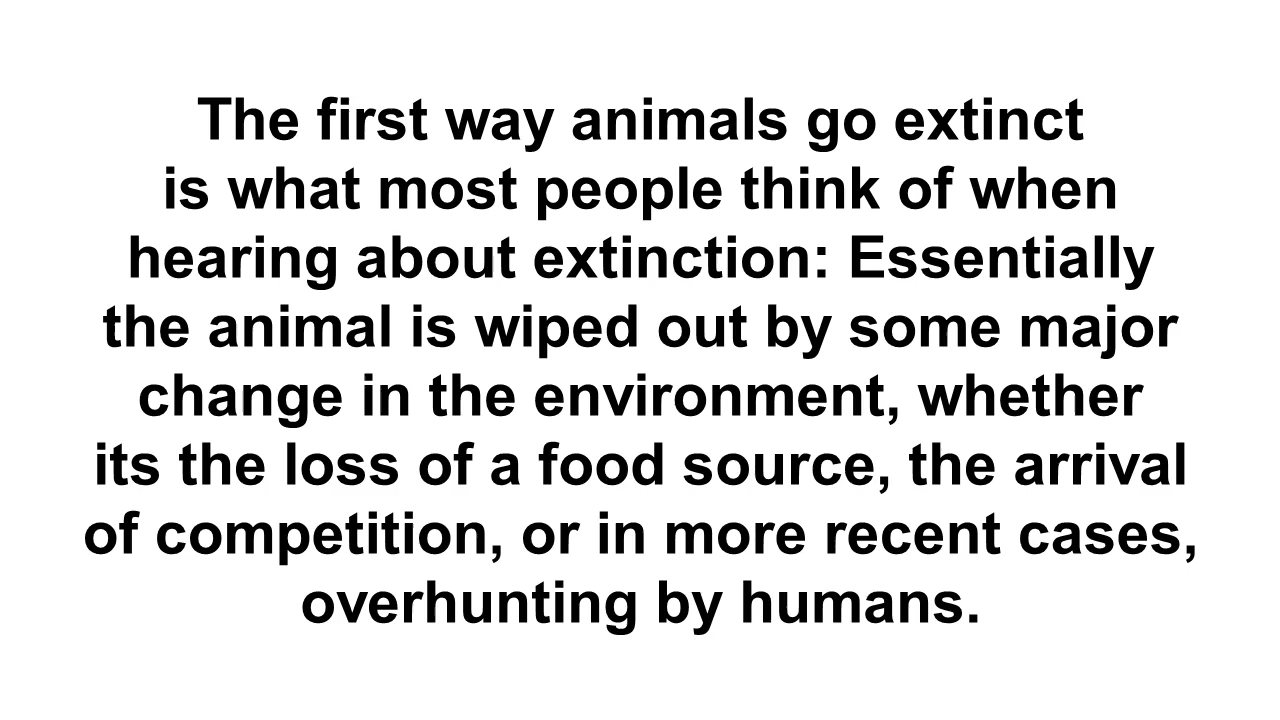 The first way animals go extinct
is what most people think of when
hearing about extinction: Essentially
the animal is wiped out by some major
change in the environment, whether
its the loss of a food source, the arrival
of competition, or in more recent cases,
overhunting by humans.